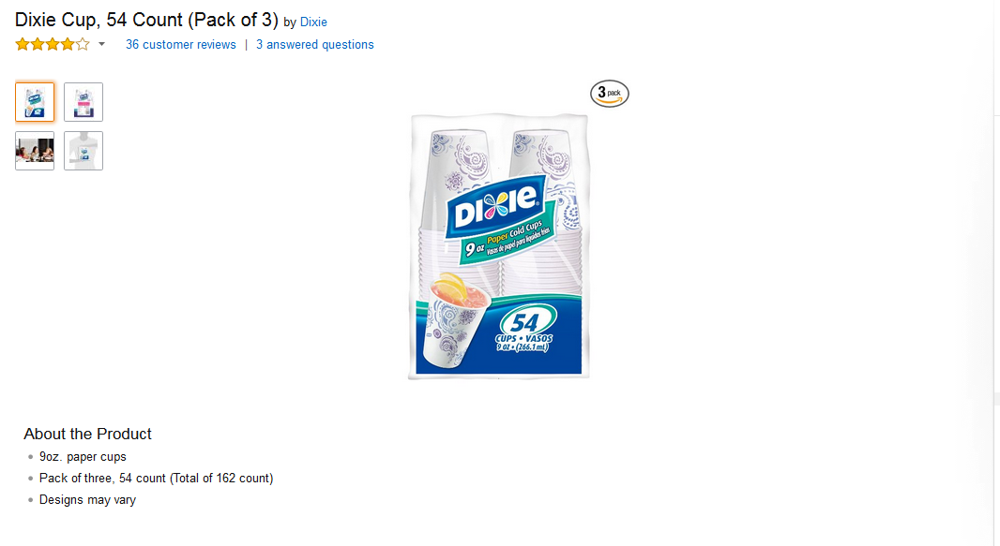 Dixie Cup, 54 Count (Pack of 3) by Dixie
36 customer reviews | 3 answered questions
3 pack
DIXIE
9 oz Paper Cold Cups
Vasos de papel para líquidos fríos
54
CUPS • VASOS
9 OZ • (266.1 mL)
About the Product
• 9oz. paper cups
• Pack of three, 54 count (Total of 162 count)
• Designs may vary